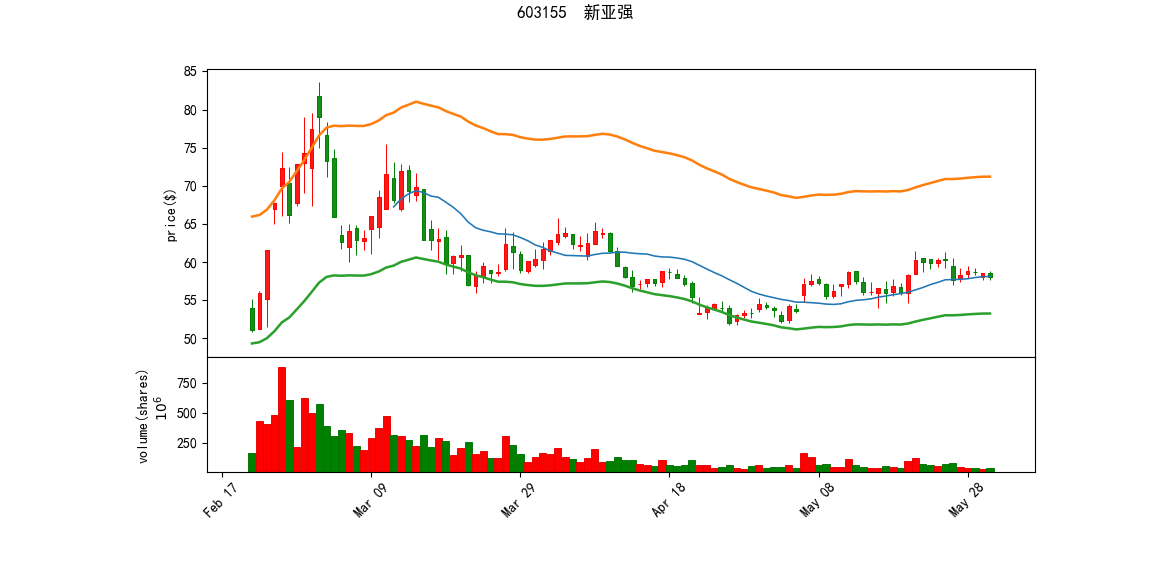 603155 新亚强
85
80
75
70
65
60
55
50
price($)
750
500
250
volume(shares)
10^6
Feb 17
Mar 09
Mar 29
Apr 18
May 08
May 28